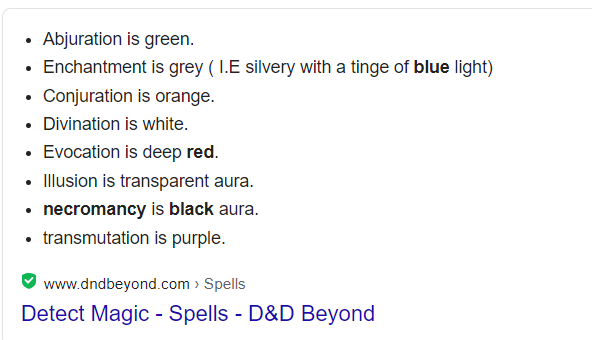 Abjuration is green.
Enchantment is grey ( I.E silvery with a tinge of blue light)
Conjuration is orange.
Divination is white.
Evocation is deep red.
Illusion is transparent aura.
necromancy is black aura.
transmutation is purple.
www.dndbeyond.com › Spells
Detect Magic - Spells - D&D Beyond